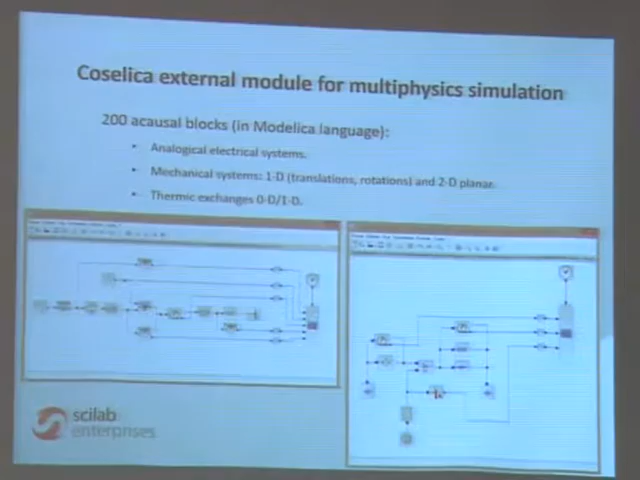 Coselica external module for multiphysics simulation
200 acausal blocks (in Modelica language):
• Analogical electrical systems.
• Mechanical systems: 1-D (translations, rotations) and 2-D planar.
• Thermic exchanges 0-D/1-D.
scilab
enterprises